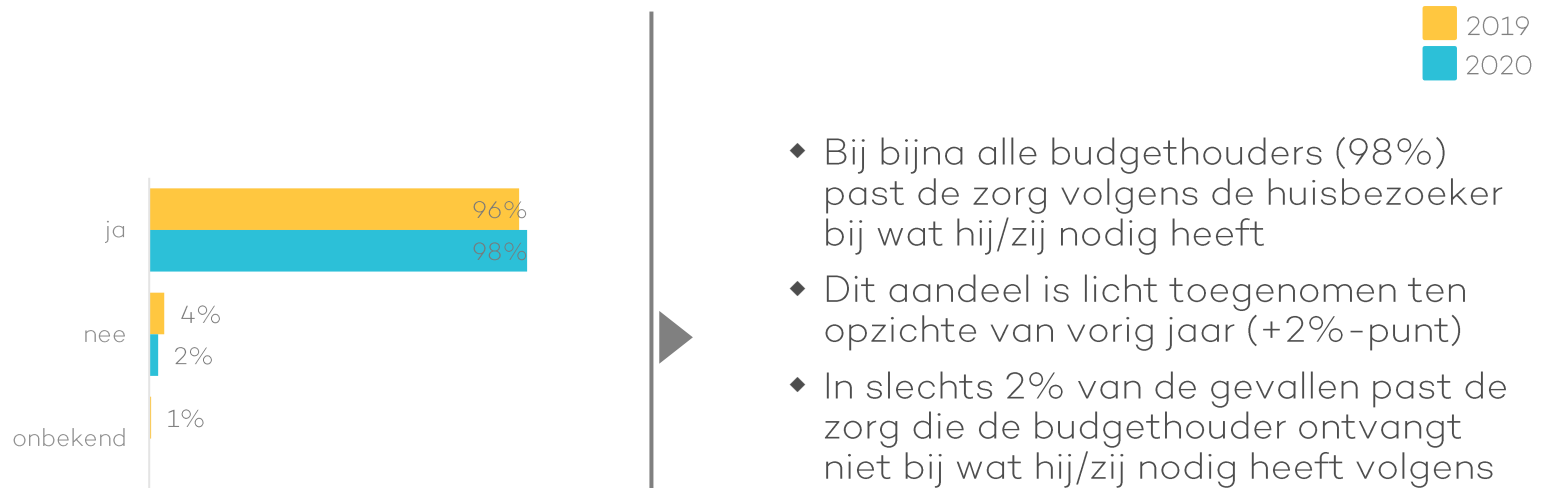 2019
2020
ja
96%
98%
nee
4%
2%
onbekend
1%
◆ Bij bijna alle budgethouders (98%)
past de zorg volgens de huisbezoeker
bij wat hij/zij nodig heeft
◆ Dit aandeel is licht toegenomen ten
opzichte van vorig jaar (+2%-punt)
◆ In slechts 2% van de gevallen past de
zorg die de budgethouder ontvangt
niet bij wat hij/zij nodig heeft volgens